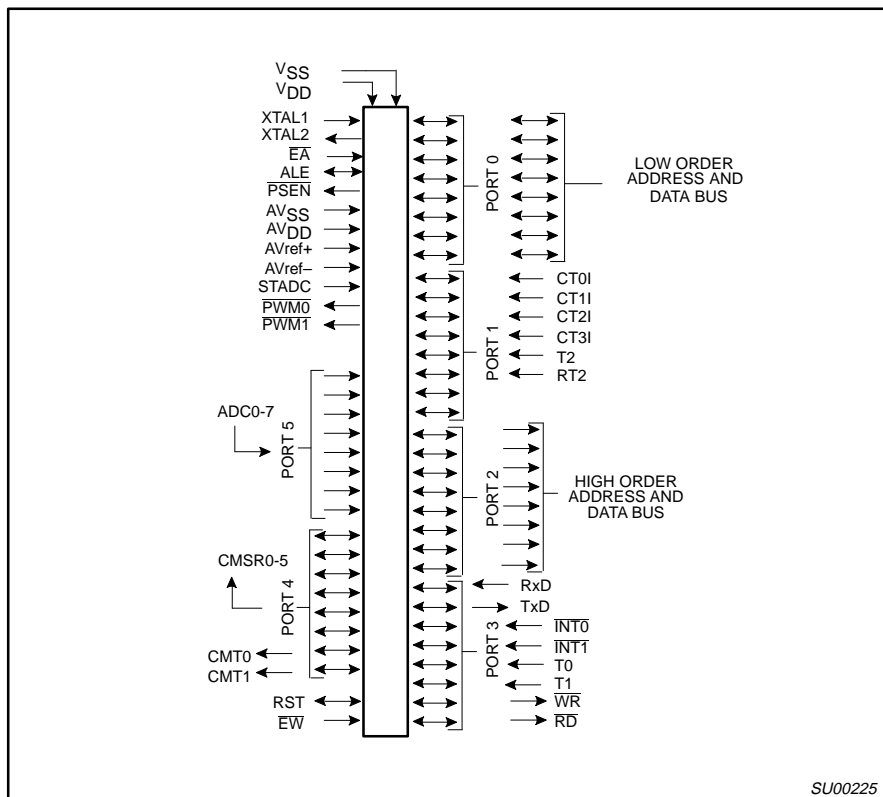 VSS
VDD
XTAL1
XTAL2
EA
ALE
PSEN
AVSS
AVDD
AVref+
AVref–
STADC
PWM0
PWM1
ADC0-7
PORT 5
CMSR0-5
PORT 4
CMT0
CMT1
RST
EW
PORT 0
LOW ORDER
ADDRESS AND
DATA BUS
PORT 1
CT0I
CT1I
CT2I
CT3I
T2
RT2
PORT 2
HIGH ORDER
ADDRESS AND
DATA BUS
PORT 3
RxD
TxD
INT0
INT1
T0
T1
WR
RD
SU00225